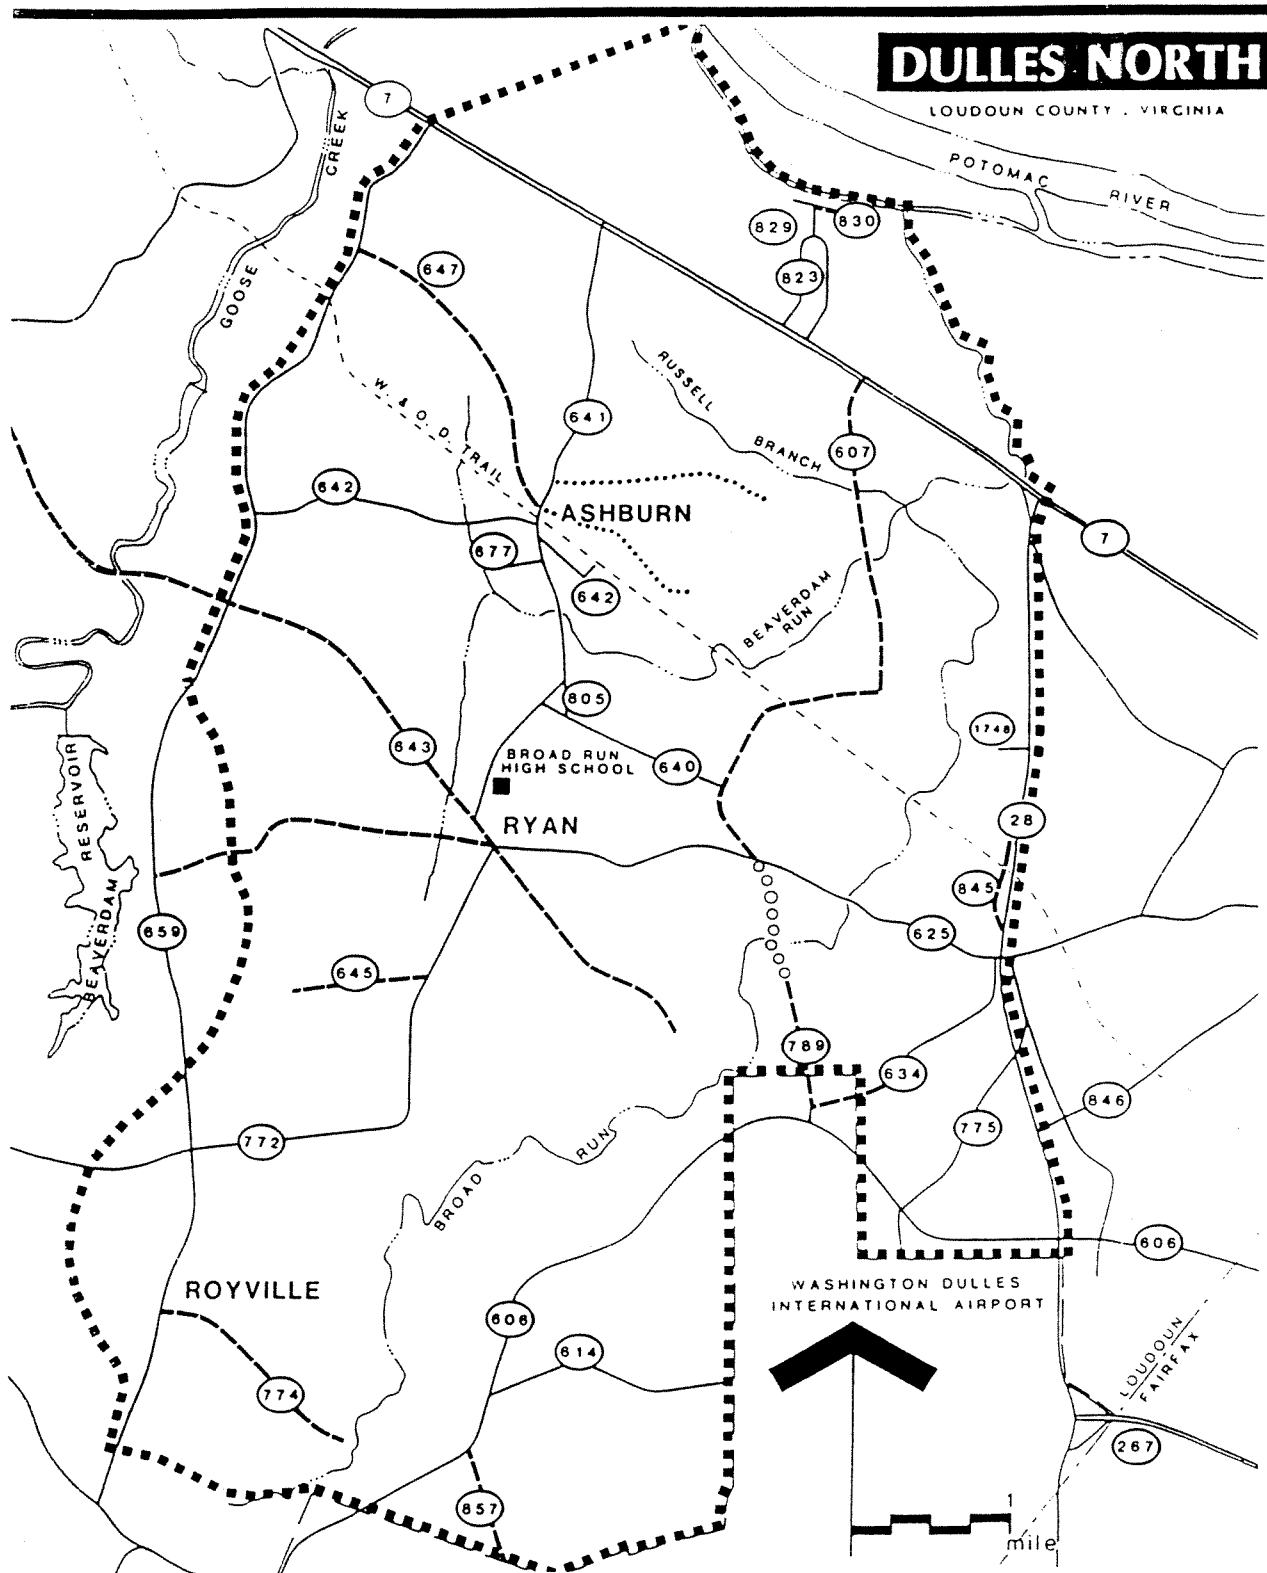 DULLES NORTH
LOUDOUN COUNTY , VIRGINIA
7
CREEK
GOOSE
POTOMAC RIVER
829
830
823
647
641
W. & O. D. TRAIL
RUSSELL
BRANCH
607
642
ASHBURN
677
642
7
BEAVERDAM
RUN
805
1748
643
BROAD RUN
HIGH SCHOOL
640
RESERVOIR
BEAVERDAM
RYAN
28
845
659
625
645
789
634
846
775
772
BROAD RUN
606
ROYVILLE
WASHINGTON DULLES
INTERNATIONAL AIRPORT
606
614
774
LOUDOUN
FAIRFAX
267
857
1
mile